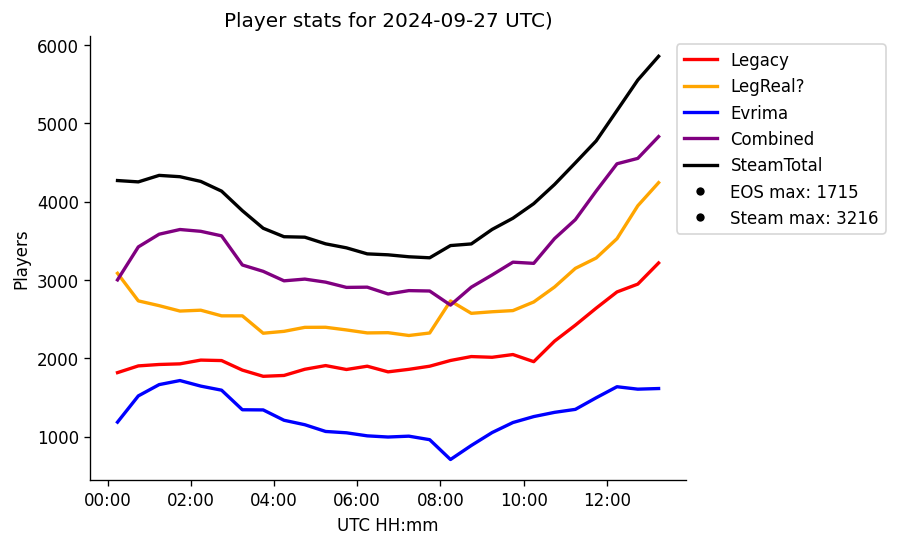 Player stats for 2024-09-27 UTC)
6000
5000
4000
3000
2000
1000
Players
00:00 02:00 04:00 06:00 08:00 10:00 12:00
UTC HH:mm
Legacy
LegReal?
Evrima
Combined
SteamTotal
EOS max: 1715
Steam max: 3216